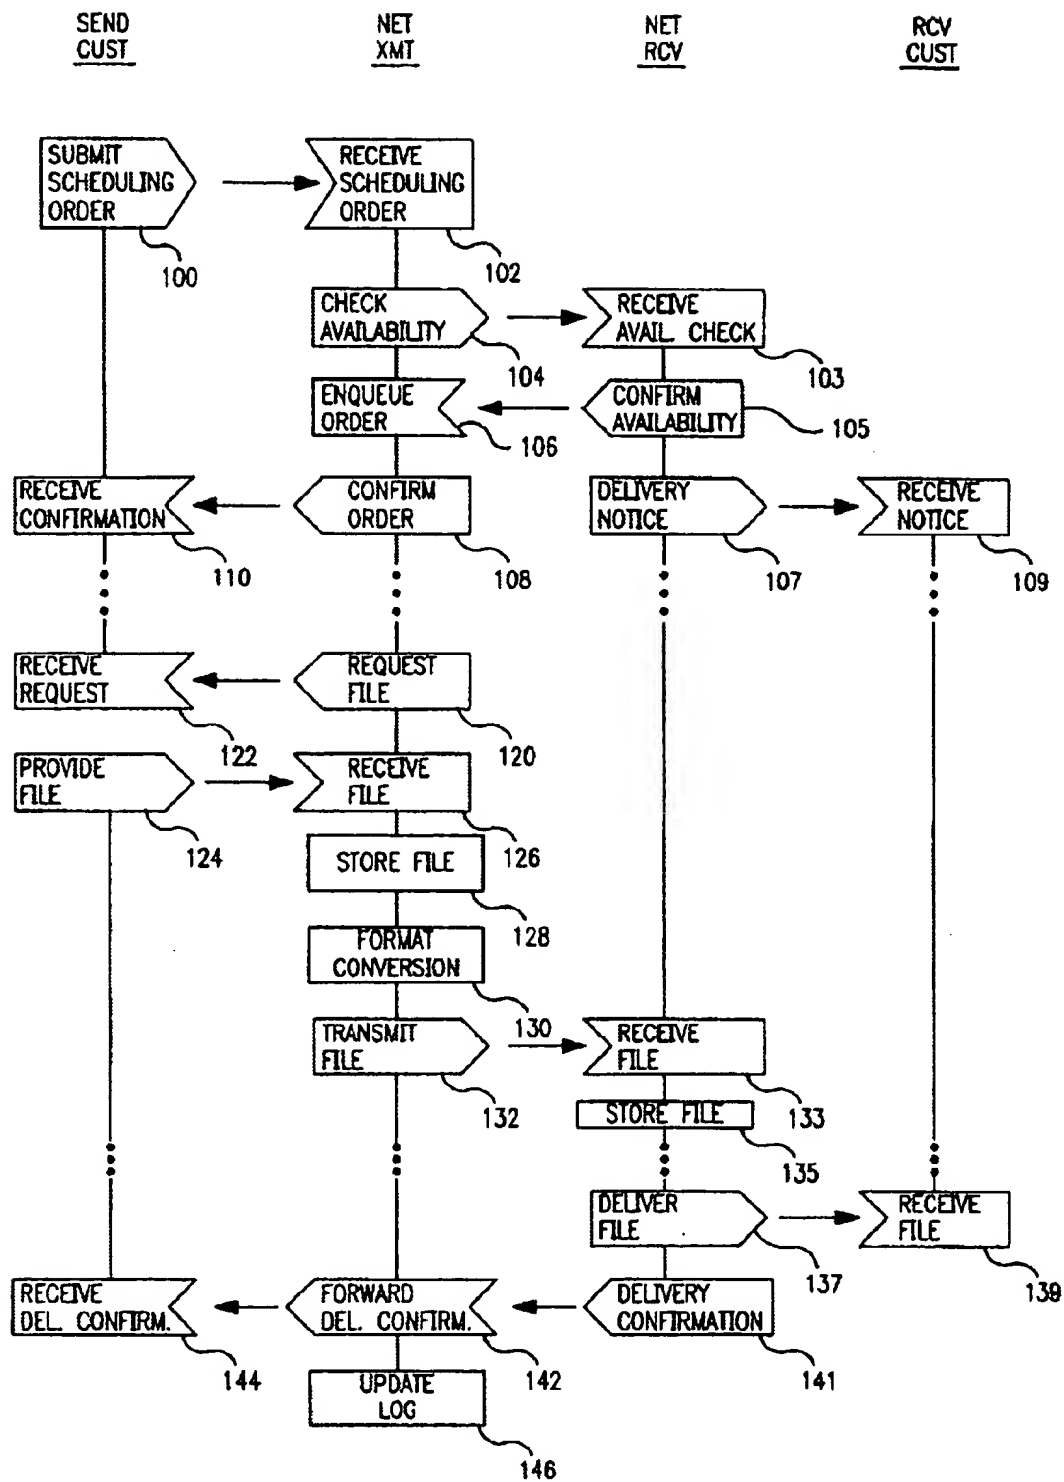 SEND
CUST
NET
XMT
NET
RCV
RCV
CUST
SUBMIT
SCHEDULING
ORDER
100
RECEIVE
SCHEDULING
ORDER
102
CHECK
AVAILABILITY
104
RECEIVE
AVAIL. CHECK
103
ENQUEUE
ORDER
106
CONFIRM
AVAILABILITY
105
RECEIVE
CONFIRMATION
110
CONFIRM
ORDER
108
DELIVERY
NOTICE
107
RECEIVE
NOTICE
109
RECEIVE
REQUEST
122
REQUEST
FILE
120
PROVIDE
FILE
124
RECEIVE
FILE
126
STORE FILE
128
FORMAT
CONVERSION
130
TRANSMIT
FILE
132
RECEIVE
FILE
133
STORE FILE
135
DELIVER
FILE
137
RECEIVE
FILE
139
RECEIVE
DEL. CONFIRM.
144
FORWARD
DEL. CONFIRM.
142
DELIVERY
CONFIRMATION
141
UPDATE
LOG
146